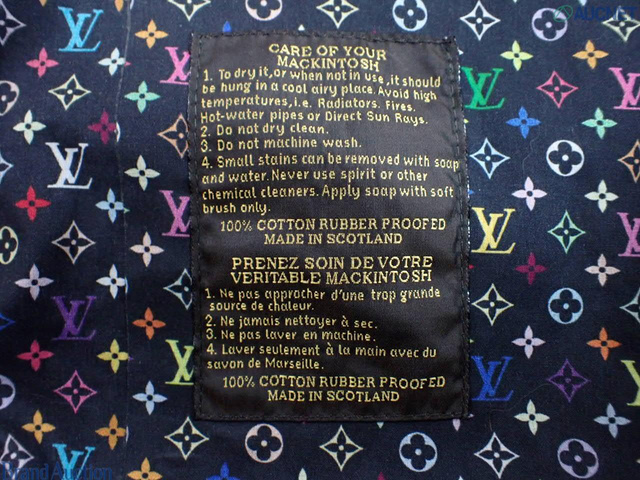 AUCNET
CARE OF YOUR
MACKINTOSH
1. To dry it, or when not in use, it should
be hung in a cool airy place. Avoid high
temperatures, i.e. Radiators. Fires.
Hot-water pipes or Direct Sun Rays.
2. Do not dry clean.
3. Do not machine wash.
4. Small stains can be removed with soap
and water. Never use spirit or other
chemical cleaners. Apply soap with soft
brush only.
100% COTTON RUBBER PROOFED
MADE IN SCOTLAND
PRENEZ SOIN DE VOTRE
VERITABLE MACKINTOSH
1. Ne pas approcher d'une trop grande
source de chaleur.
2. Ne jamais nettoyer à sec.
3. Ne pas laver en machine.
4. Laver seulement à la main avec du
savon de Marseille.
100% COTTON RUBBER PROOFED
MADE IN SCOTLAND
Brand Auction